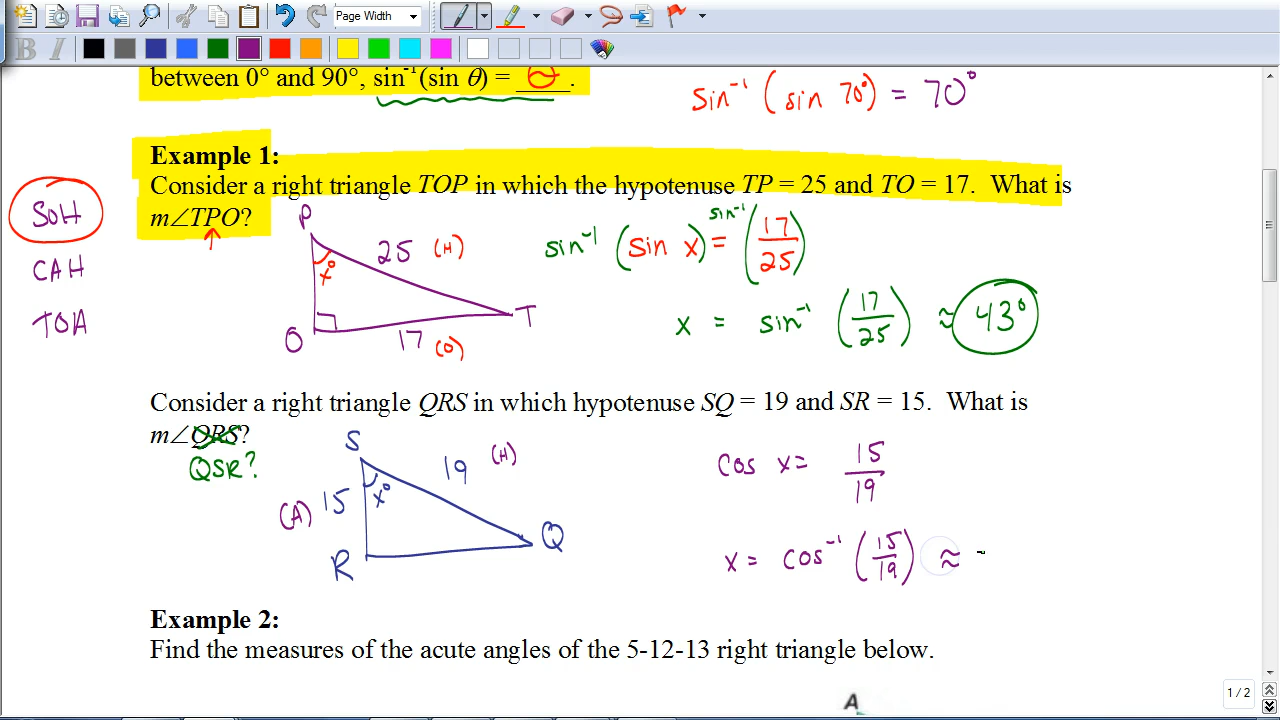 Page Width
B I
between 0° and 90°, sin⁻¹(sin θ) = θ.
sin⁻¹ (sin 70°) = 70°
Example 1:
Consider a right triangle TOP in which the hypotenuse TP = 25 and TO = 17. What is
m∠TPO?
SOH
CAH
TOA
P
25 (H)
x°
O
T
17 (O)
sin⁻¹ (sin x) = sin⁻¹ (17/25)
x = sin⁻¹ (17/25) ≈ 43°
Consider a right triangle QRS in which hypotenuse SQ = 19 and SR = 15. What is
m∠QRS?
QSR?
S
19 (H)
(A) 15 x°
R
Q
cos x = 15/19
x = cos⁻¹ (15/19) ≈
Example 2:
Find the measures of the acute angles of the 5-12-13 right triangle below.
A
1 / 2